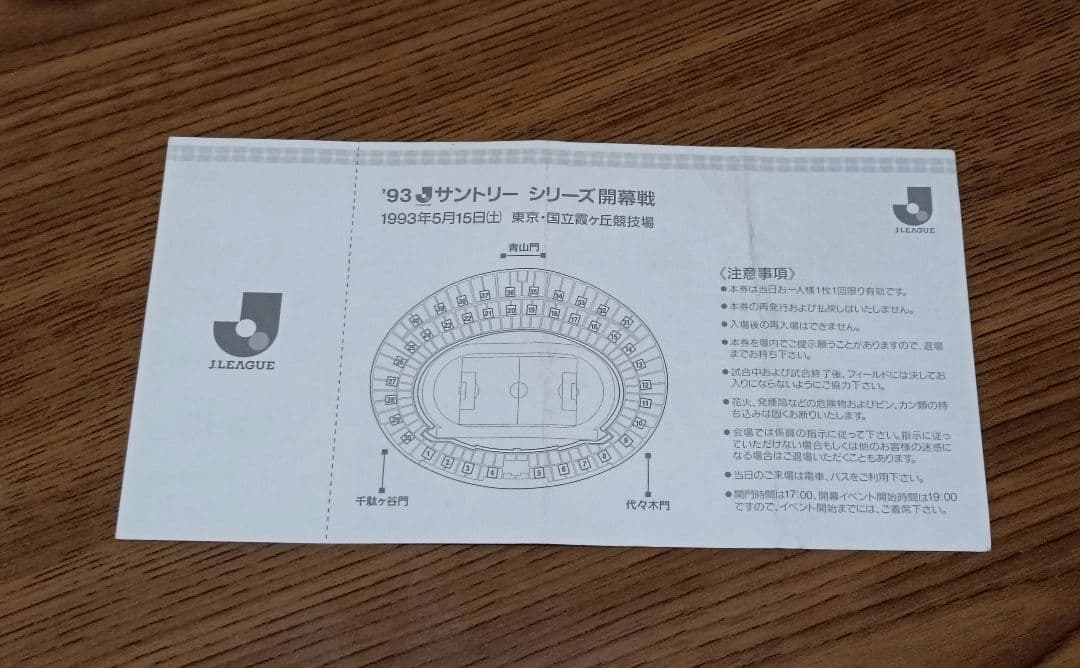 '93 J サントリー シリーズ開幕戦
1993年5月15日(土) 東京・国立霞ヶ丘競技場
J.LEAGUE
J.LEAGUE
青山門
千駄ヶ谷門
代々木門
《注意事項》
●本券は当日お一人様1枚1回限り有効です。
●本券の再発行および払戻しはいたしません。
●入場後の再入場はできません。
●本券を場内でご提示願うことがありますので、退場
までお持ち下さい。
●試合中および試合終了後、フィールドには決してお
入りにならないようにご協力下さい。
●花火、発煙筒などの危険物およびビン、カン類の持
ち込みは固くお断りいたします。
●会場では係員の指示に従って下さい。指示に従っ
ていただけない場合もしくは他のお客様の迷惑に
なる場合はご退場いただくこともあります。
●当日のご来場は電車、バスをご利用下さい。
●開門時間は17:00、開幕イベント開始時間は19:00
ですので、イベント開始までには、ご着席下さい。